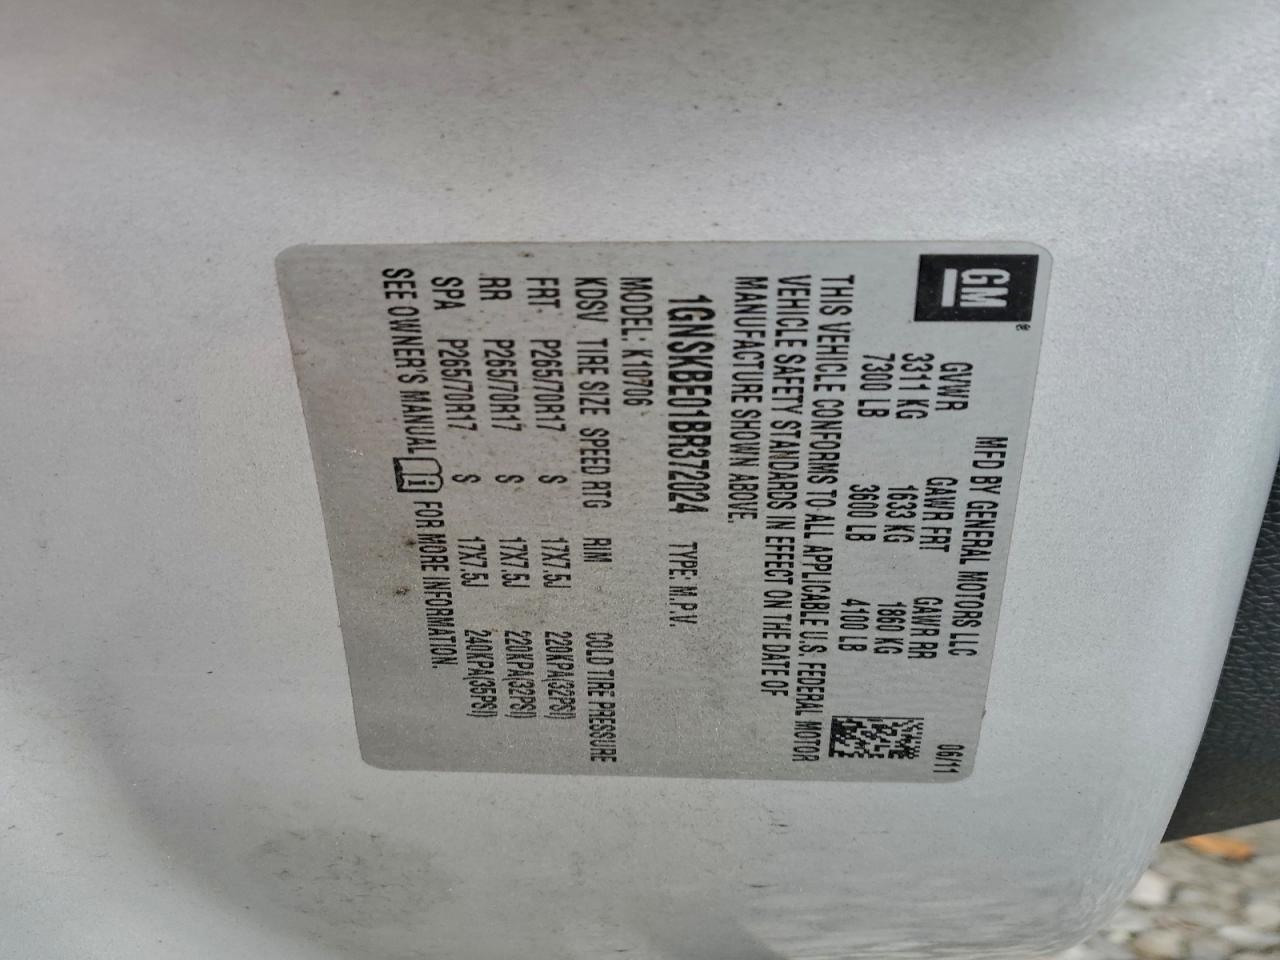 GM®
MFD BY GENERAL MOTORS LLC 06/11
GVWR GAWR FRT GAWR RR
3311 KG 1633 KG 1860 KG
7300 LB 3600 LB 4100 LB
THIS VEHICLE CONFORMS TO ALL APPLICABLE U.S. FEDERAL MOTOR
VEHICLE SAFETY STANDARDS IN EFFECT ON THE DATE OF
MANUFACTURE SHOWN ABOVE.
1GNSKBE01BR372024 TYPE: M.P.V.
MODEL: K10706
KDSV TIRE SIZE SPEED RTG RIM COLD TIRE PRESSURE
FRT P265/70R17 S 17X7.5J 220KPA(32PSI)
RR P265/70R17 S 17X7.5J 220KPA(32PSI)
SPA P265/70R17 S 17X7.5J 240KPA(35PSI)
SEE OWNER'S MANUAL FOR MORE INFORMATION.